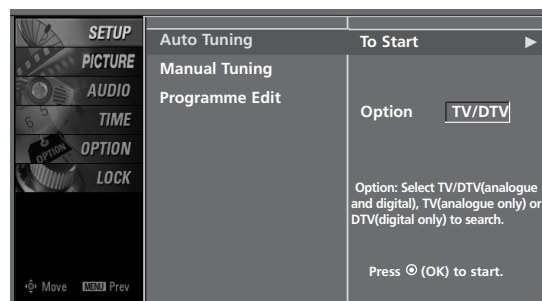 SETUP
PICTURE
AUDIO
TIME
OPTION
LOCK
Move MENU Prev
Auto Tuning
Manual Tuning
Programme Edit
To Start ▶
Option TV/DTV
Option: Select TV/DTV(analogue
and digital), TV(analogue only) or
DTV(digital only) to search.
Press ⊙ (OK) to start.